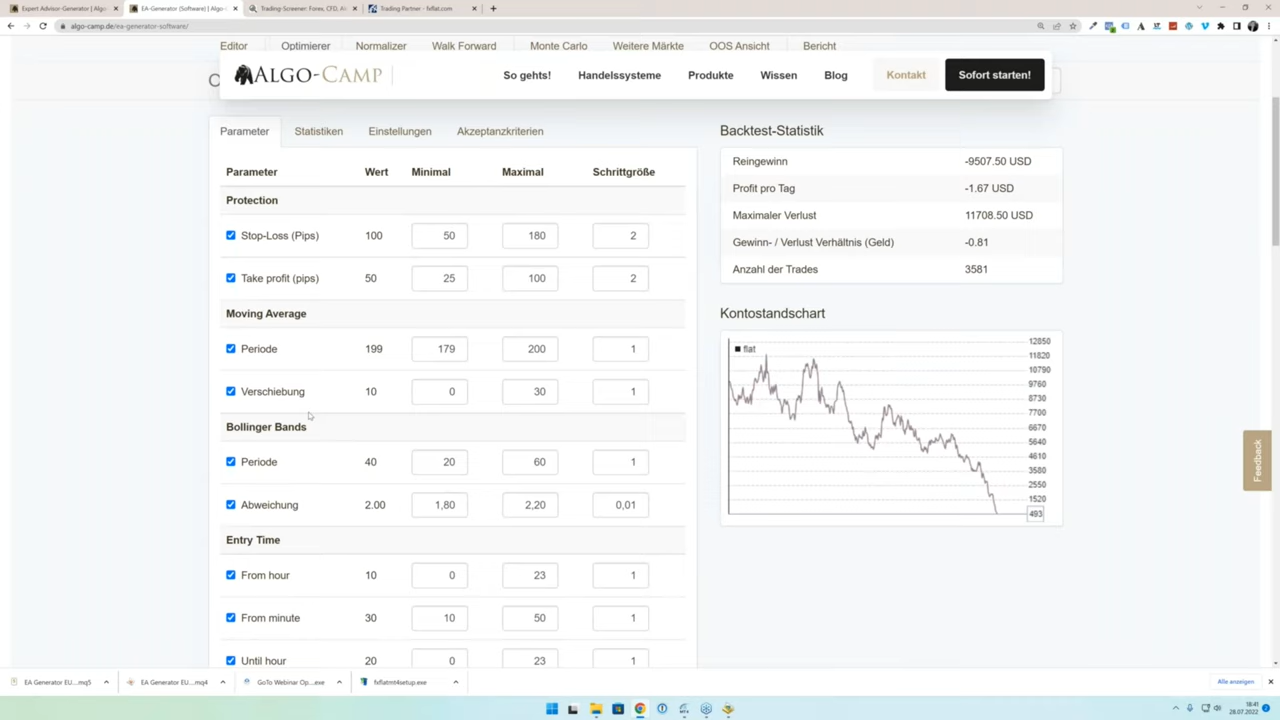 Expert Advisor-Generator | Algo-
EA-Generator (Software) | Algo-
Trading-Screener: Forex, CFD, Ak
Trading Partner - fxflat.com
algo-camp.de/ea-generator-software/
Editor Optimierer Normalizer Walk Forward Monte Carlo Weitere Märkte OOS Ansicht Bericht
ALGO-CAMP
So gehts! Handelssysteme Produkte Wissen Blog Kontakt Sofort starten!
Parameter Statistiken Einstellungen Akzeptanzkriterien
Parameter Wert Minimal Maximal Schrittgröße
Protection
Stop-Loss (Pips) 100 50 180 2
Take profit (pips) 50 25 100 2
Moving Average
Periode 199 179 200 1
Verschiebung 10 0 30 1
Bollinger Bands
Periode 40 20 60 1
Abweichung 2.00 1,80 2,20 0,01
Entry Time
From hour 10 0 23 1
From minute 30 10 50 1
Until hour 20 0 23 1
Backtest-Statistik
Reingewinn -9507.50 USD
Profit pro Tag -1.67 USD
Maximaler Verlust 11708.50 USD
Gewinn- / Verlust Verhältnis (Geld) -0.81
Anzahl der Trades 3581
Kontostandschart
flat
12850
11820
10790
9760
8730
7700
6670
5640
4610
3580
2550
1520
493
Feedback
EA Generator EU....mq5
EA Generator EU....mq4
GoTo Webinar Op....exe
fxflatmt4setup.exe
Alle anzeigen
18:41
28.07.2022